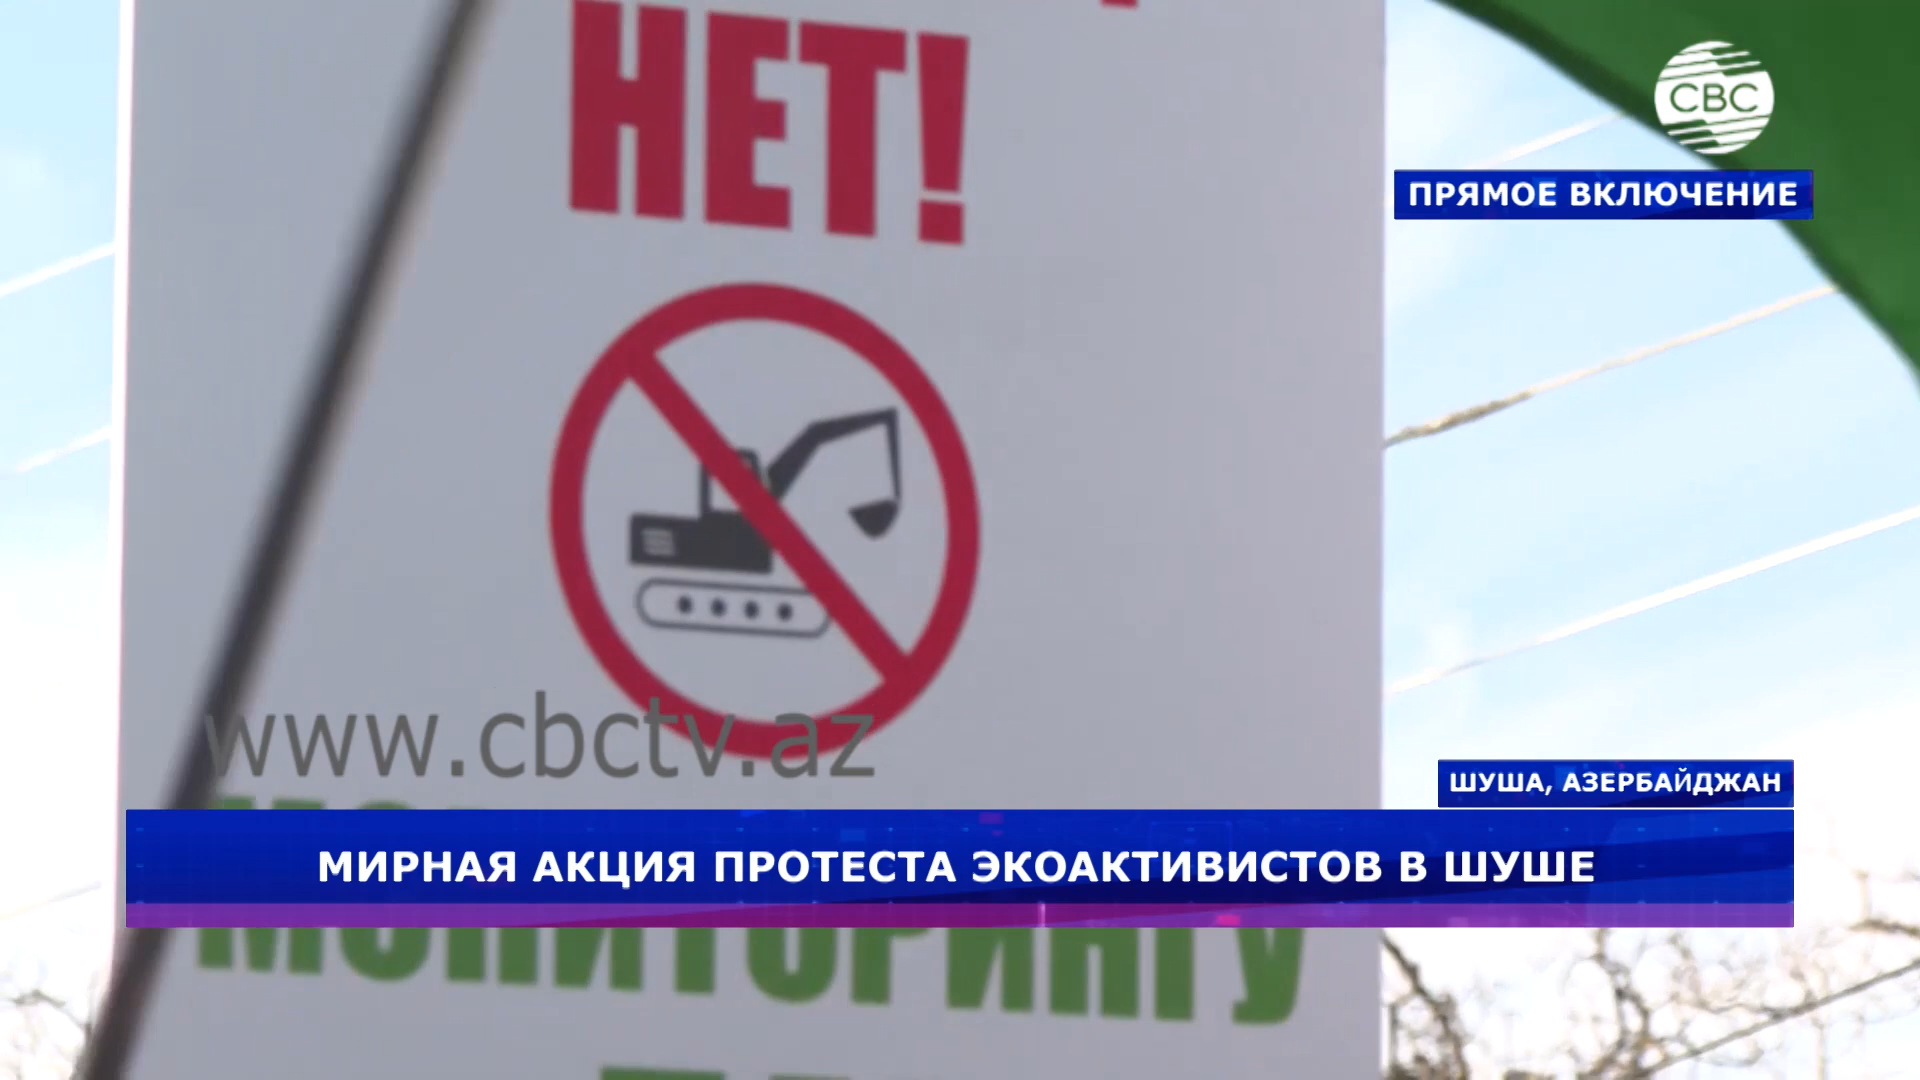 НЕТ!
CBC
ПРЯМОЕ ВКЛЮЧЕНИЕ
www.cbctv.az
ШУША, АЗЕРБАЙДЖАН
МИРНАЯ АКЦИЯ ПРОТЕСТА ЭКОАКТИВИСТОВ В ШУШЕ
МОНИТОРИНГУ